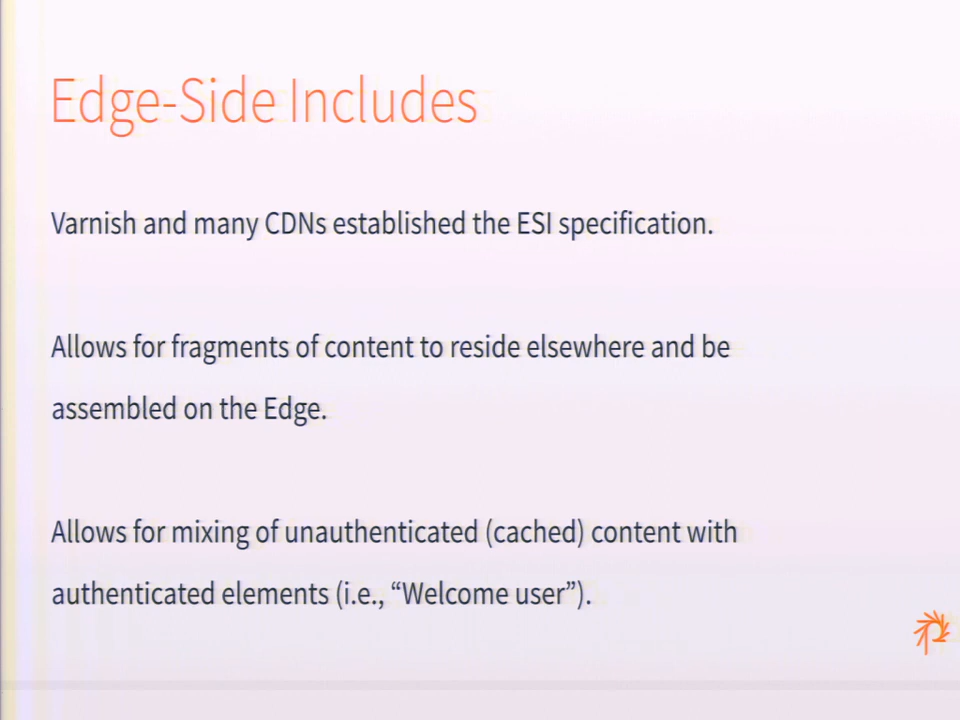 Edge-Side Includes
Varnish and many CDNs established the ESI specification.
Allows for fragments of content to reside elsewhere and be
assembled on the Edge.
Allows for mixing of unauthenticated (cached) content with
authenticated elements (i.e., “Welcome user”).